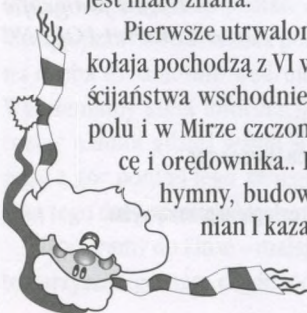 jest mało znana.
Pierwsze utrwalon
kołaja pochodzą z VI w
ścijaństwa wschodnie
polu i w Mirze czczon
cę i orędownika.
hymny, budow
nian I kaza